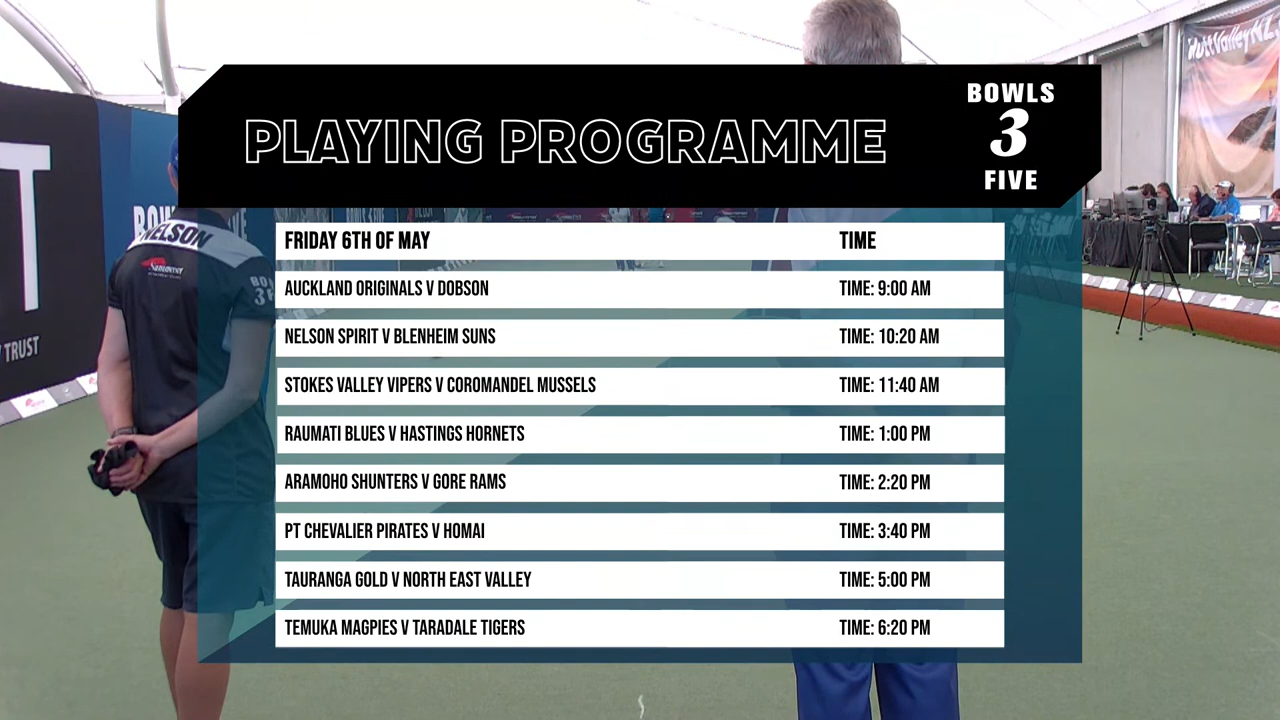 HuttValleyNZ.
BOWLS
3
FIVE
PLAYING PROGRAMME
T
TRUST
NELSON
FRIDAY 6TH OF MAY TIME
AUCKLAND ORIGINALS V DOBSON TIME: 9:00 AM
NELSON SPIRIT V BLENHEIM SUNS TIME: 10:20 AM
STOKES VALLEY VIPERS V COROMANDEL MUSSELS TIME: 11:40 AM
RAUMATI BLUES V HASTINGS HORNETS TIME: 1:00 PM
ARAMOHO SHUNTERS V GORE RAMS TIME: 2:20 PM
PT CHEVALIER PIRATES V HOMAI TIME: 3:40 PM
TAURANGA GOLD V NORTH EAST VALLEY TIME: 5:00 PM
TEMUKA MAGPIES V TARADALE TIGERS TIME: 6:20 PM